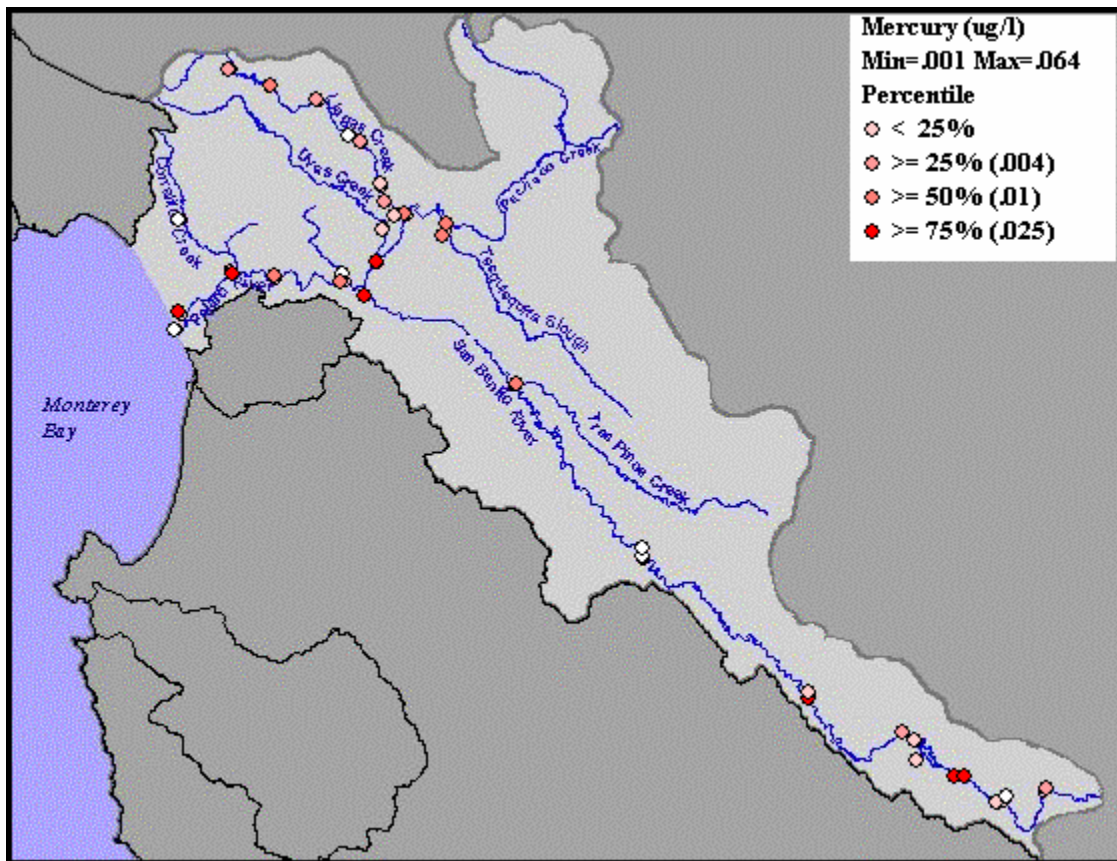 Mercury (ug/l)
Min=.001 Max=.064
Percentile
< 25%
>= 25% (.004)
>= 50% (.01)
>= 75% (.025)
Llagas Creek
Uvas Creek
Pacheco Creek
Corralitos Creek
Tesquisquita Slough
Pajaro River
San Benito River
Tres Pinos Creek
Monterey
Bay